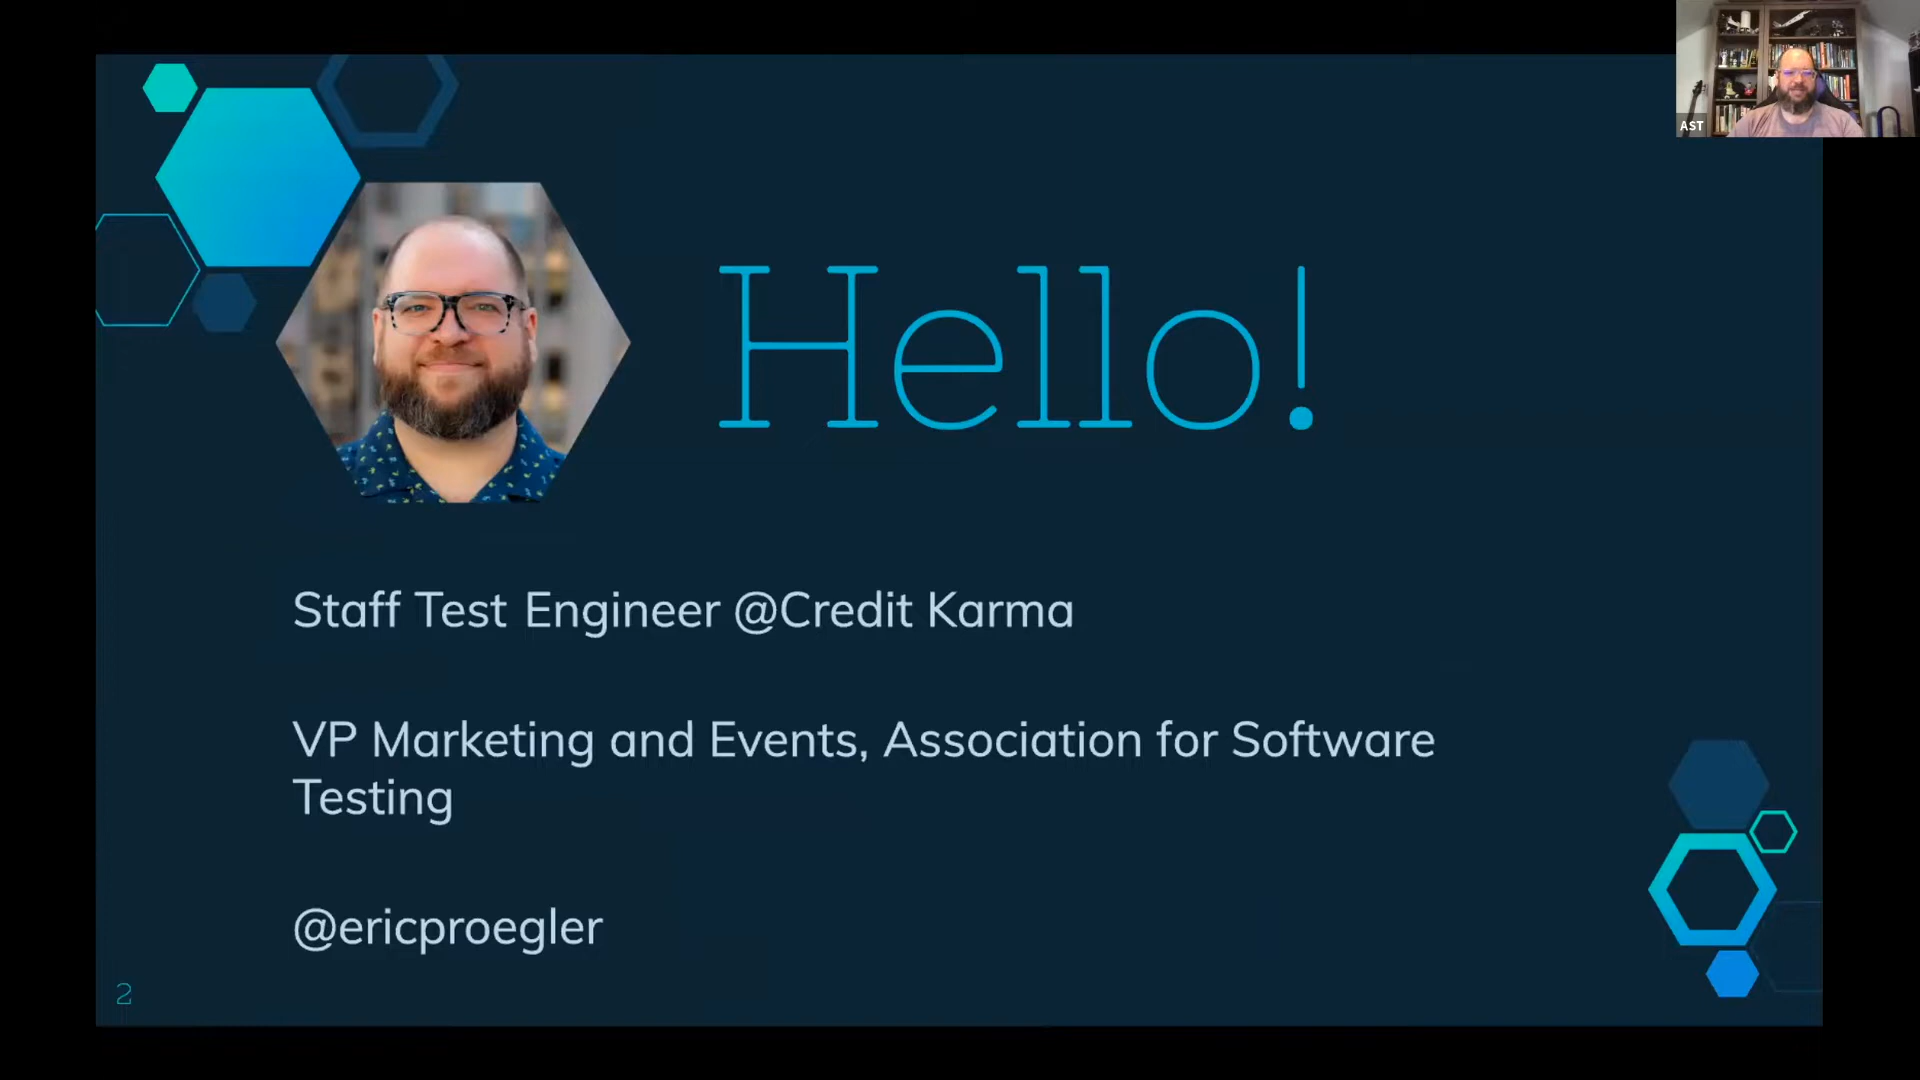 AST
Hello!
Staff Test Engineer @Credit Karma
VP Marketing and Events, Association for Software
Testing
@ericproegler
2